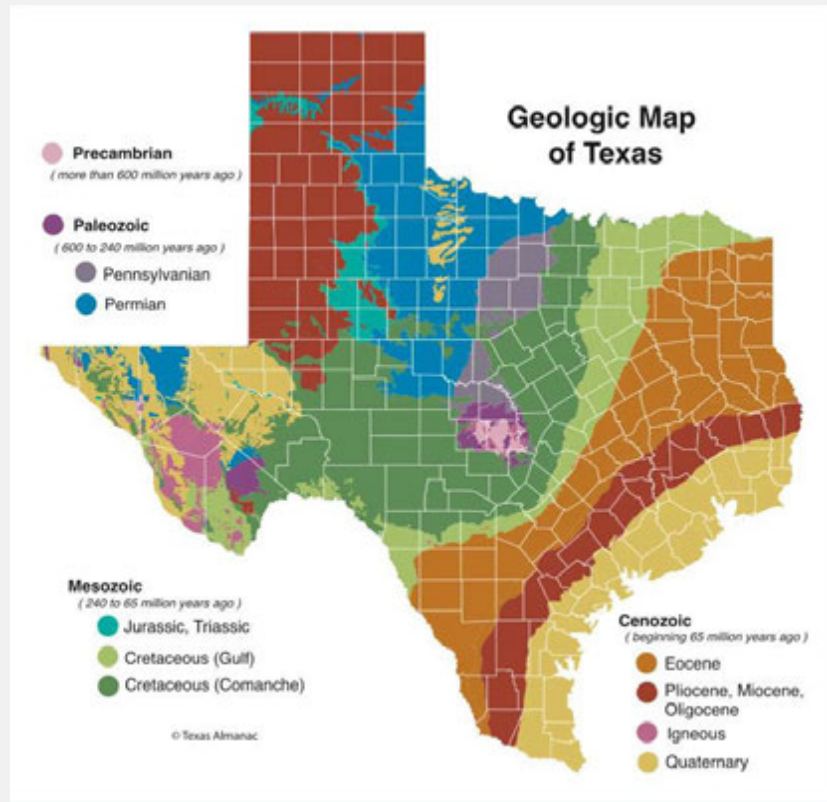 Geologic Map
of Texas
Precambrian
( more than 600 million years ago )
Paleozoic
( 600 to 240 million years ago )
Pennsylvanian
Permian
Mesozoic
( 240 to 65 million years ago )
Jurassic, Triassic
Cretaceous (Gulf)
Cretaceous (Comanche)
© Texas Almanac
Cenozoic
( beginning 65 million years ago )
Eocene
Pliocene, Miocene,
Oligocene
Igneous
Quaternary